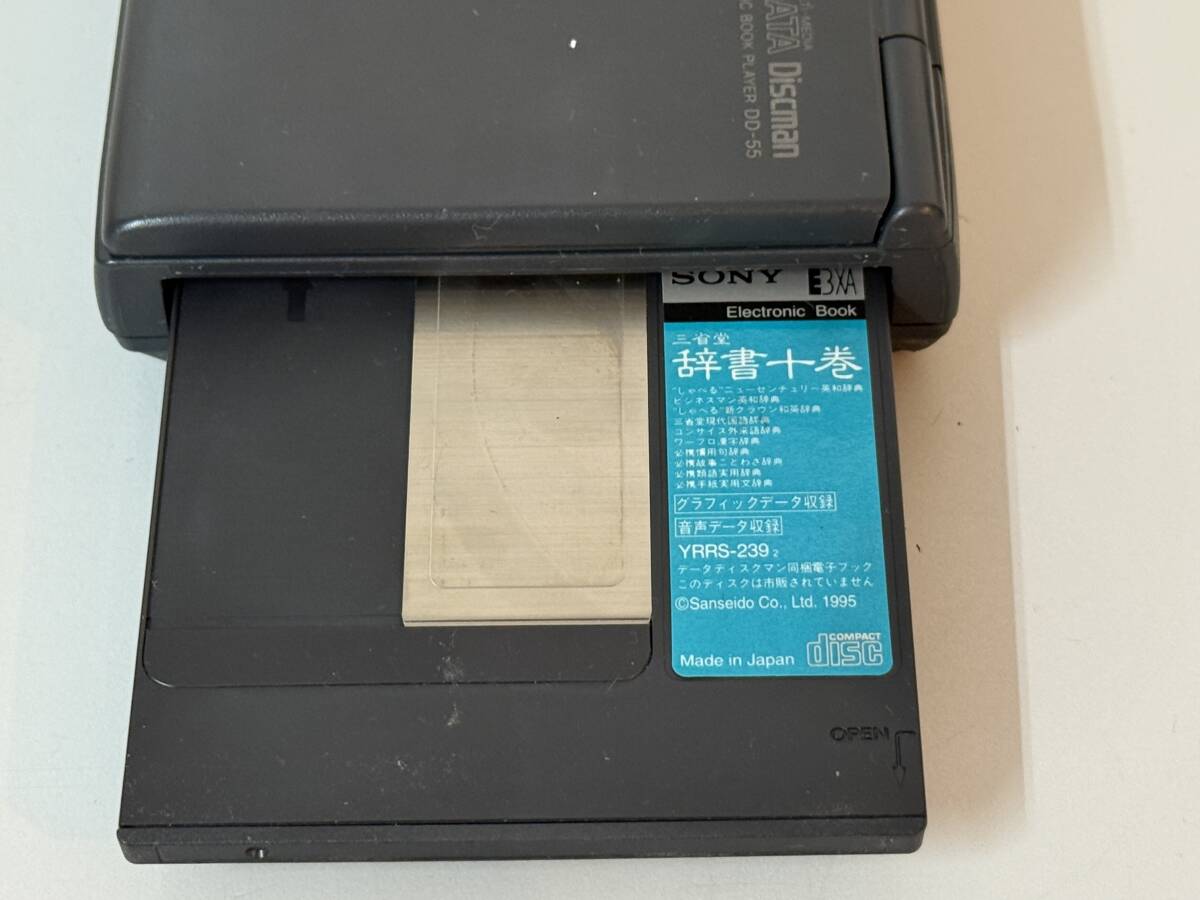 ATA Discman
BOOK PLAYER DD-55
SONY
EBXA
Electronic Book
三省堂
辞書十巻
"しゃべる"ニューセンチュリー英和辞典
ビジネスマン英和辞典
"しゃべる"新クラウン和英辞典
三省堂現代国語辞典
コンサイス外来語辞典
ワープロ漢字辞典
必携慣用句辞典
必携故事ことわざ辞典
必携類語実用辞典
必携手紙実用文辞典
グラフィックデータ収録
音声データ収録
YRRS-239 2
データディスクマン同梱電子ブック
このディスクは市販されていません
©Sanseido Co., Ltd. 1995
Made in Japan
COMPACT
disc
OPEN